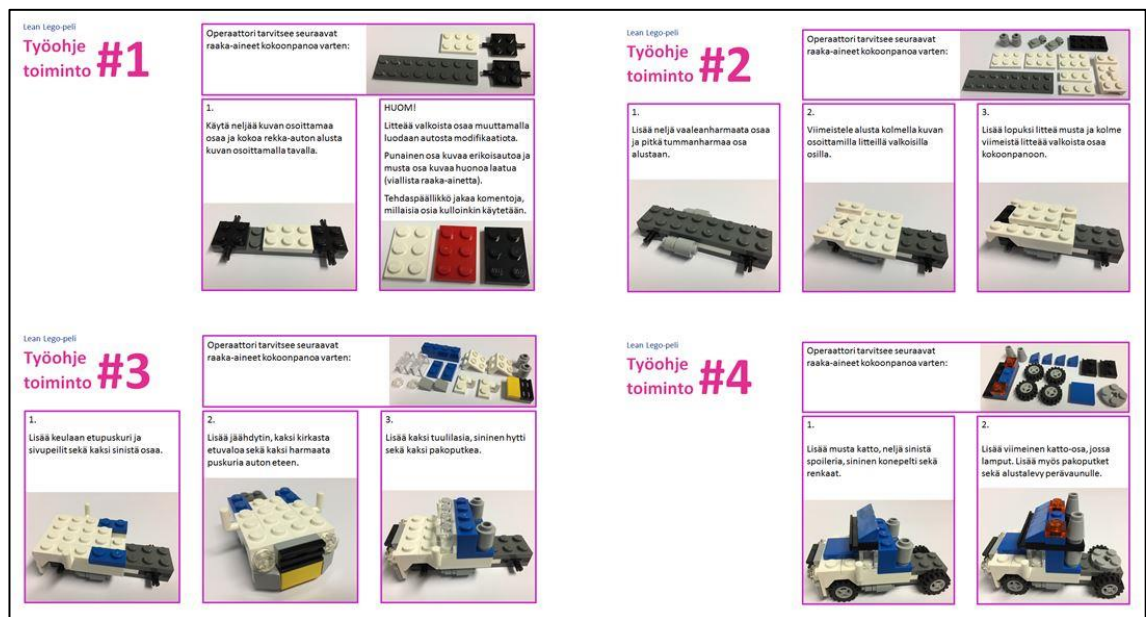 Lean Lego-peli
Työohje
toiminto #1
Operaattori tarvitsee seuraavat
raaka-aineet kokoonpanoa varten:
1.
Käytä neljää kuvan osoittamaa
osaa ja kokoa rekka-auton alusta
kuvan osoittamalla tavalla.
HUOM!
Litteää valkoista osaa muuttamalla
luodaan autosta modifikaatiota.
Punainen osa kuvaa erikoisautoa ja
musta osa kuvaa huonoa laatua
(viallista raaka-ainetta).
Tehdaspäällikkö jakaa komentoja,
millaisia osia kulloinkin käytetään.
Lean Lego-peli
Työohje
toiminto #2
Operaattori tarvitsee seuraavat
raaka-aineet kokoonpanoa varten:
1.
Lisää neljä vaaleanharmaata osaa
ja pitkä tummanharmaa osa
alustaan.
2.
Viimeistele alusta kolmella kuvan
osoittamilla litteillä valkoisilla
osilla.
3.
Lisää lopuksi litteä musta ja kolme
viimeistä litteää valkoista osaa
kokoonpanoon.
Lean Lego-peli
Työohje
toiminto #3
Operaattori tarvitsee seuraavat
raaka-aineet kokoonpanoa varten:
1.
Lisää keulaan etupuskuri ja
sivupeilit sekä kaksi sinistä osaa.
2.
Lisää jäähdytin, kaksi kirkasta
etuvaloa sekä kaksi harmaata
puskuria auton eteen.
3.
Lisää kaksi tuulilasia, sininen hytti
sekä kaksi pakoputkea.
Lean Lego-peli
Työohje
toiminto #4
Operaattori tarvitsee seuraavat
raaka-aineet kokoonpanoa varten:
1.
Lisää musta katto, neljä sinistä
spoileria, sininen konepelti sekä
renkaat.
2.
Lisää viimeinen katto-osa, jossa
lamput. Lisää myös pakoputket
sekä alustalevy perävaunulle.